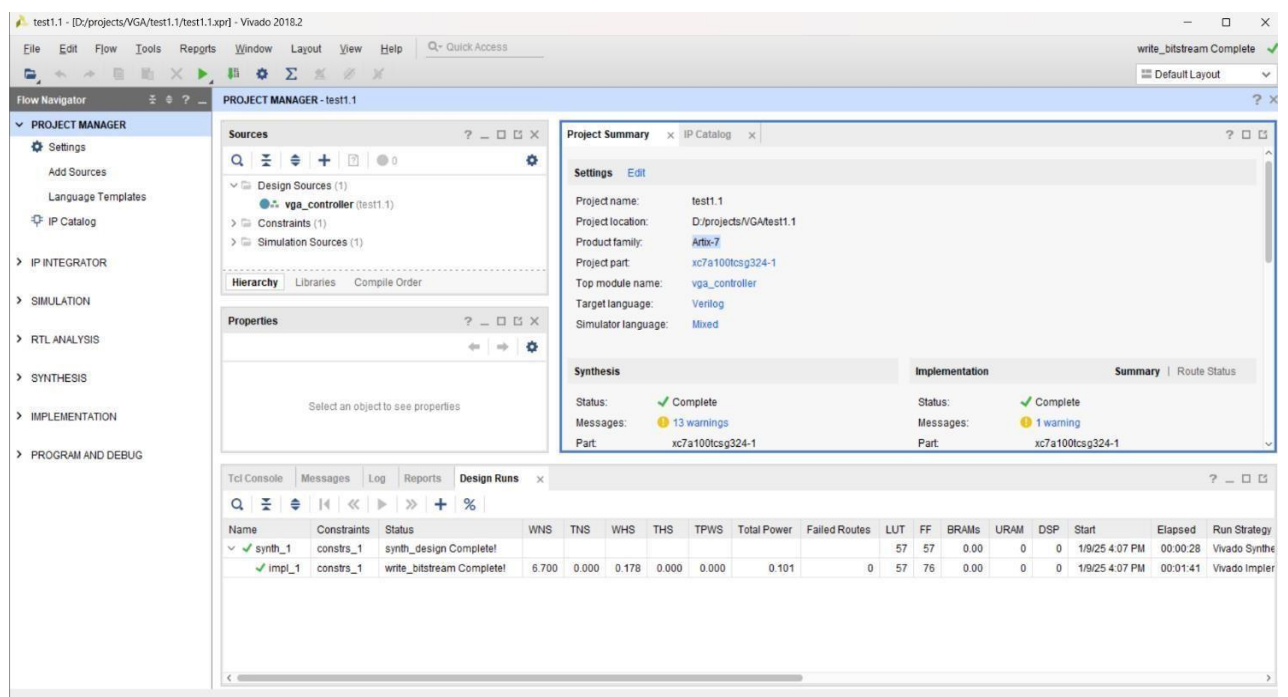 test1.1 - [D:/projects/VGA/test1.1/test1.1.xpr] - Vivado 2018.2
File Edit Flow Tools Reports Window Layout View Help Quick Access
write_bitstream Complete
Default Layout
Flow Navigator
PROJECT MANAGER - test1.1
PROJECT MANAGER
Settings
Add Sources
Language Templates
IP Catalog
IP INTEGRATOR
SIMULATION
RTL ANALYSIS
SYNTHESIS
IMPLEMENTATION
PROGRAM AND DEBUG
Sources
0
Design Sources (1)
vga_controller (test1.1)
Constraints (1)
Simulation Sources (1)
Hierarchy Libraries Compile Order
Properties
Select an object to see properties
Project Summary IP Catalog
Settings Edit
Project name: test1.1
Project location: D:/projects/VGA/test1.1
Product family: Artix-7
Project part: xc7a100tcsg324-1
Top module name: vga_controller
Target language: Verilog
Simulator language: Mixed
Synthesis
Status: Complete
Messages: 13 warnings
Part: xc7a100tcsg324-1
Implementation Summary | Route Status
Status: Complete
Messages: 1 warning
Part: xc7a100tcsg324-1
Tcl Console Messages Log Reports Design Runs
Name Constraints Status WNS TNS WHS THS TPWS Total Power Failed Routes LUT FF BRAMs URAM DSP Start Elapsed Run Strategy
synth_1 constrs_1 synth_design Complete! 57 57 0.00 0 0 1/9/25 4:07 PM 00:00:28 Vivado Synthe
impl_1 constrs_1 write_bitstream Complete! 6.700 0.000 0.178 0.000 0.000 0.101 0 57 76 0.00 0 0 1/9/25 4:07 PM 00:01:41 Vivado Impler